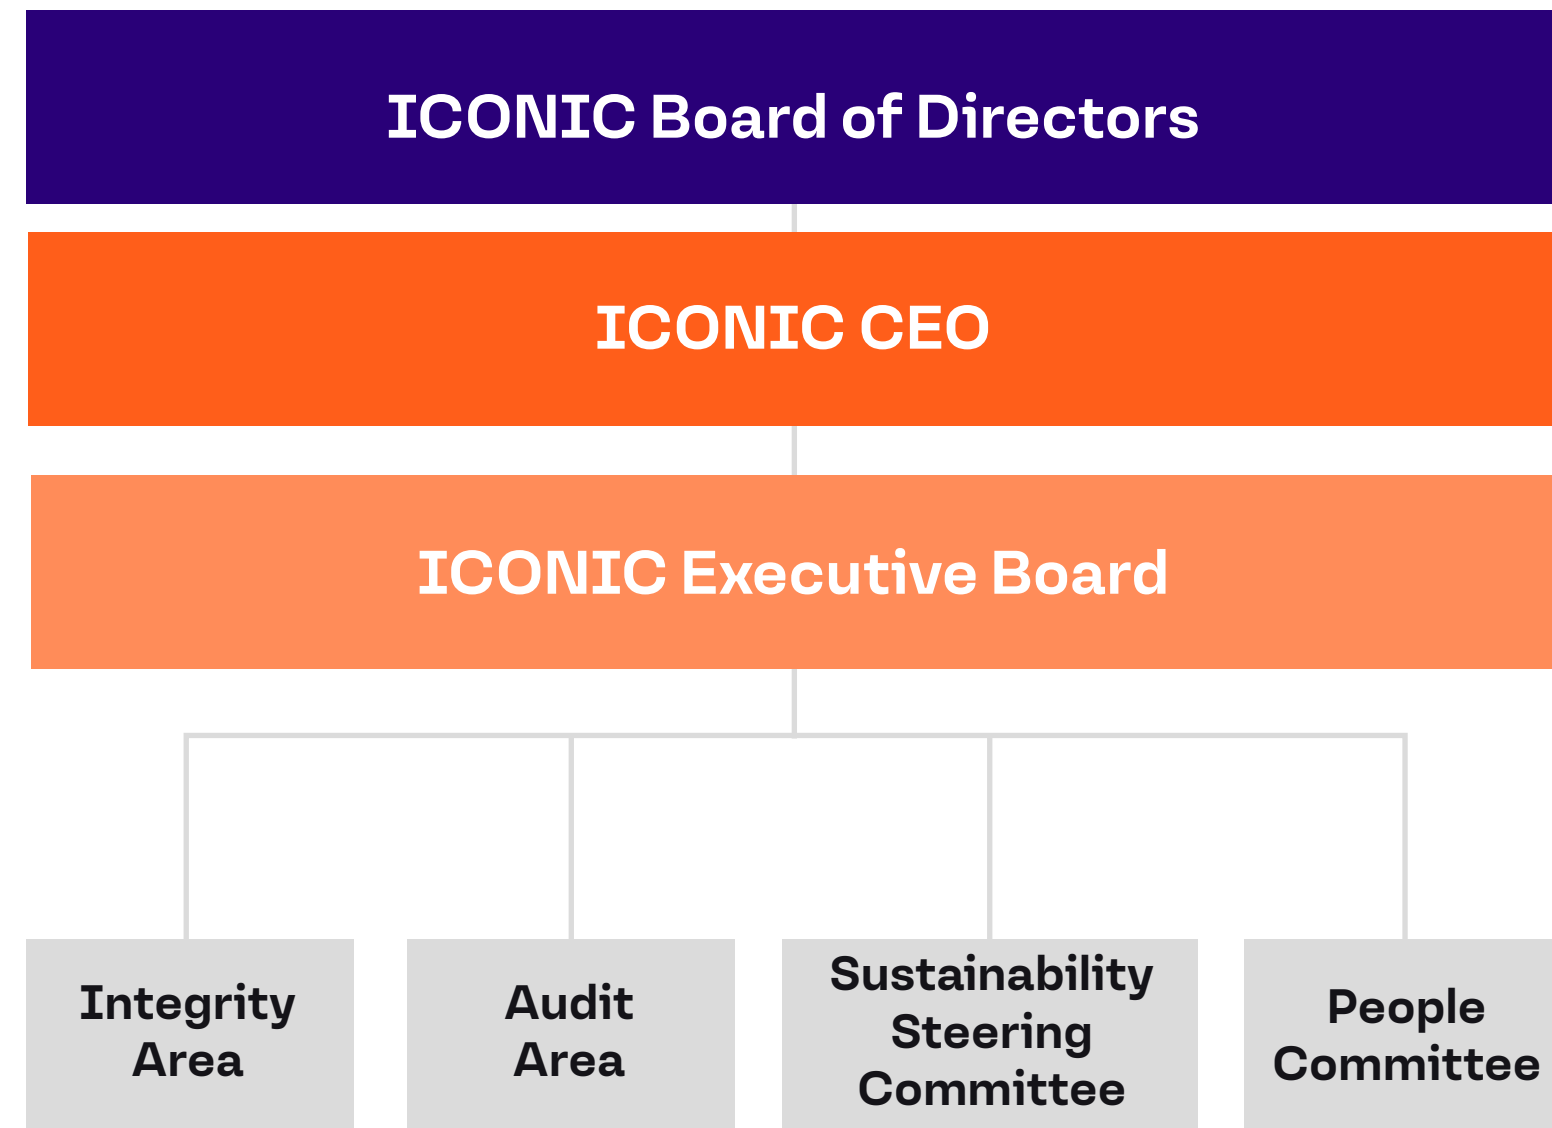 ICONIC Board of Directors
ICONIC CEO
ICONIC Executive Board
Integrity
Area
Audit
Area
Sustainability
Steering
Committee
People
Committee